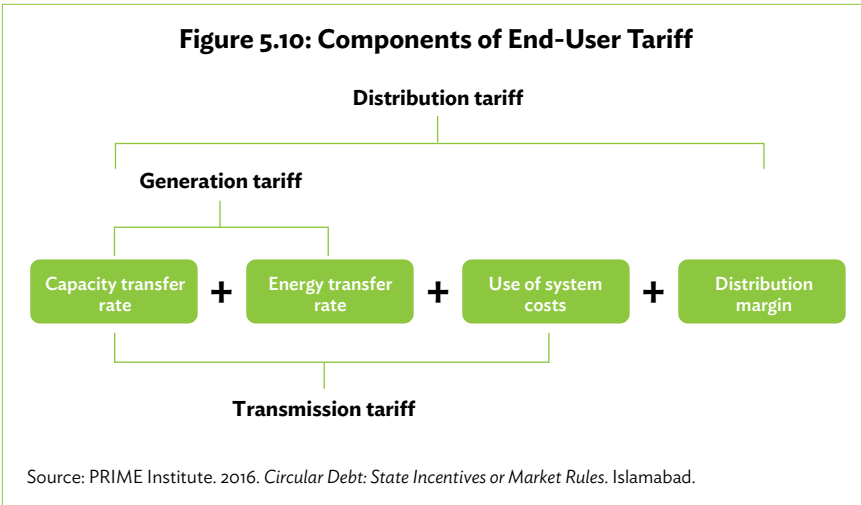 Figure 5.10: Components of End-User Tariff
Distribution tariff
Generation tariff
Capacity transfer
rate
+
Energy transfer
rate
+
Use of system
costs
+
Distribution
margin
Transmission tariff
Source: PRIME Institute. 2016. Circular Debt: State Incentives or Market Rules. Islamabad.